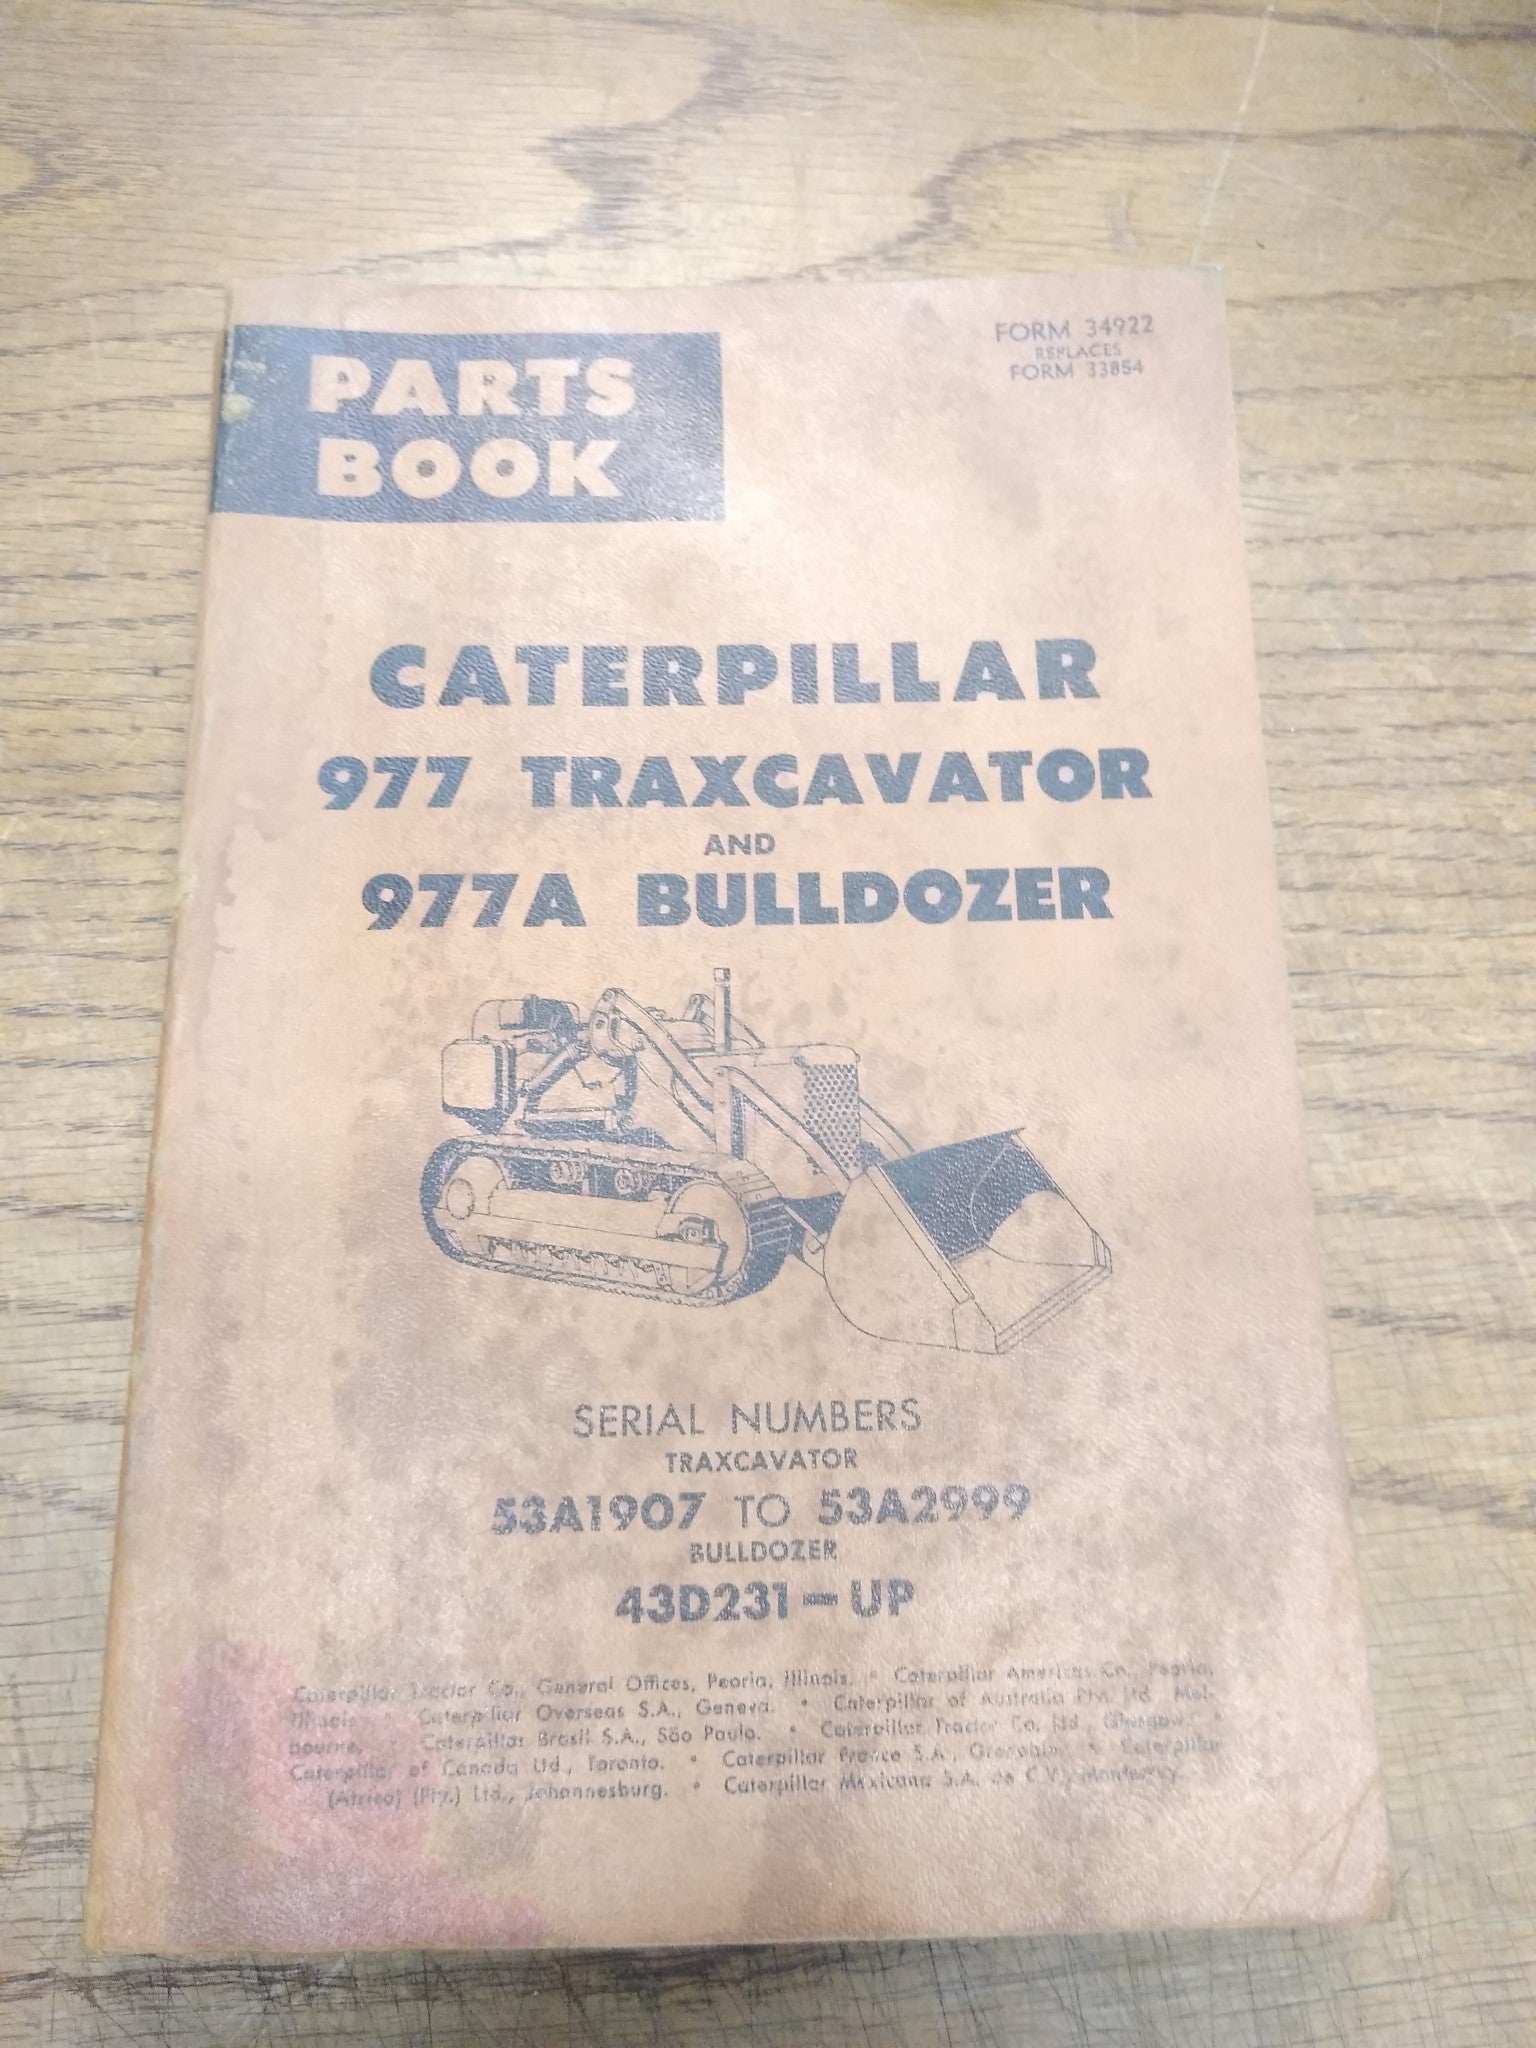 PARTS
BOOK
FORM 34922
REPLACES
FORM 33854
CATERPILLAR
977 TRAXCAVATOR
AND
977A BULLDOZER
SERIAL NUMBERS
TRAXCAVATOR
53A1907 TO 53A2999
BULLDOZER
43D231 — UP
Caterpillar Tractor Co., General Offices, Peoria, Illinois. • Caterpillar Americas Co., Peoria,
Illinois. • Caterpillar Overseas S.A., Geneva. • Caterpillar of Australia Pty. Ltd., Mel-
bourne. • Caterpillar Brasil S.A., São Paulo. • Caterpillar Tractor Co. Ltd., Glasgow. •
Caterpillar of Canada Ltd., Toronto. • Caterpillar France S.A., Grenoble. • Caterpillar
(Africa) (Pty.) Ltd., Johannesburg. • Caterpillar Mexicana S.A. de C.V., Monterrey.